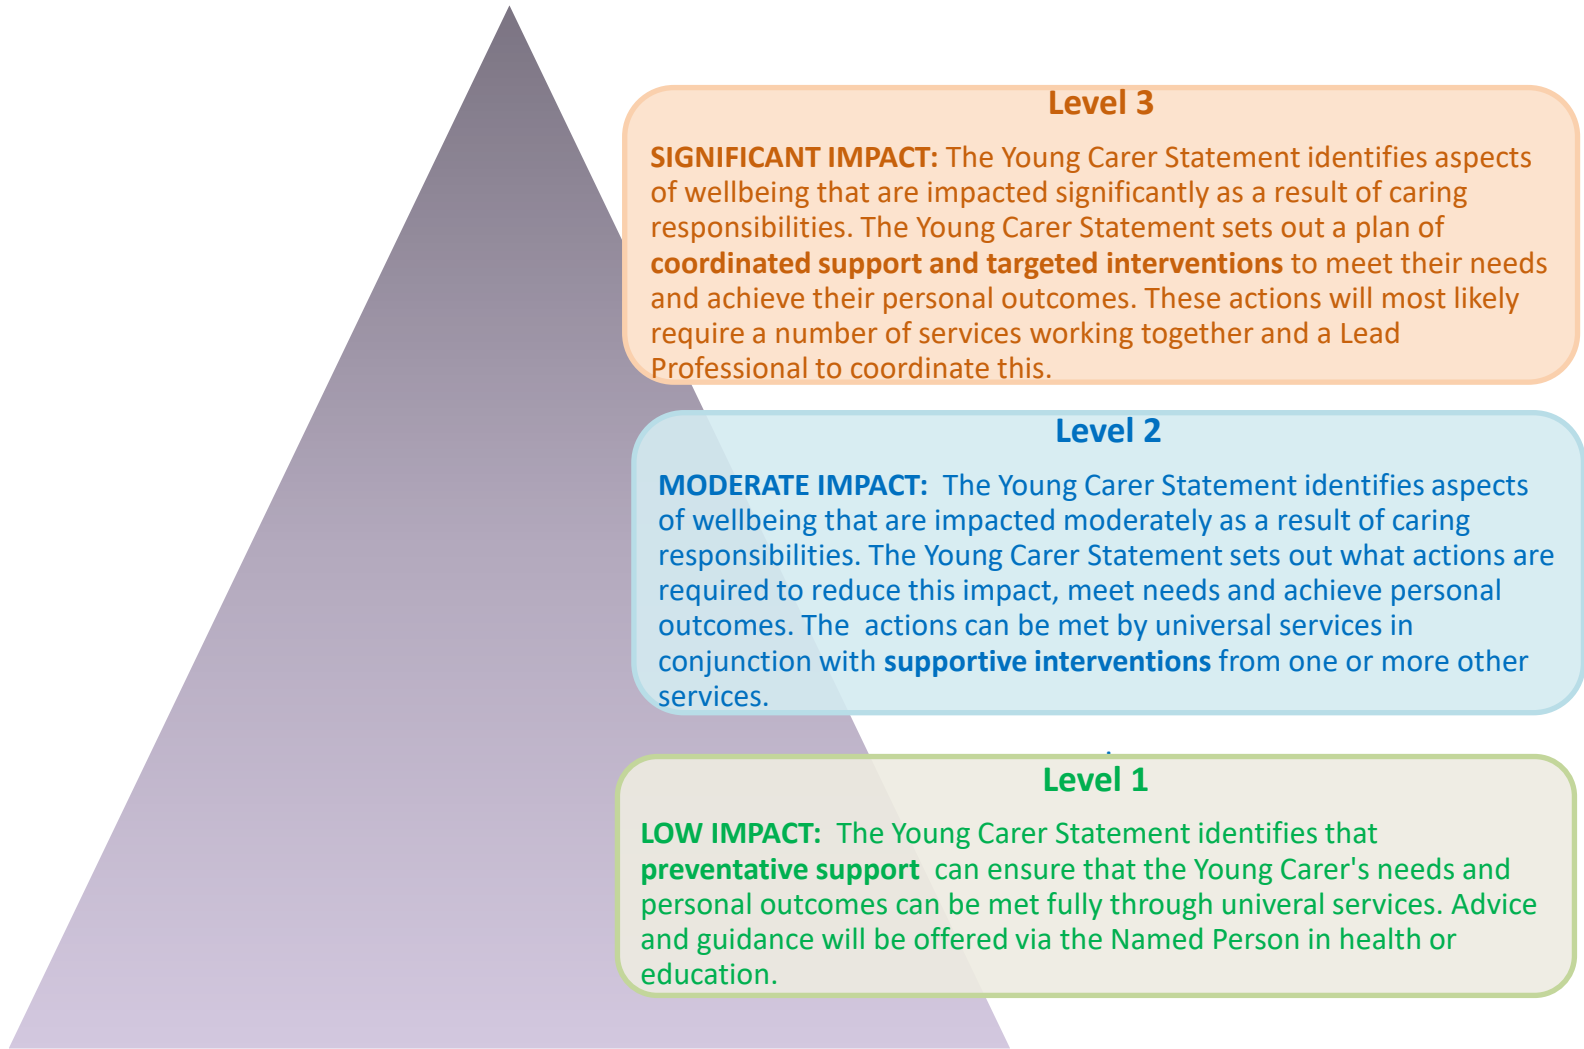 Level 3
SIGNIFICANT IMPACT: The Young Carer Statement identifies aspects
of wellbeing that are impacted significantly as a result of caring
responsibilities. The Young Carer Statement sets out a plan of
coordinated support and targeted interventions to meet their needs
and achieve their personal outcomes. These actions will most likely
require a number of services working together and a Lead
Professional to coordinate this.
Level 2
MODERATE IMPACT:  The Young Carer Statement identifies aspects
of wellbeing that are impacted moderately as a result of caring
responsibilities. The Young Carer Statement sets out what actions are
required to reduce this impact, meet needs and achieve personal
outcomes. The  actions can be met by universal services in
conjunction with supportive interventions from one or more other
services.
Level 1
LOW IMPACT:  The Young Carer Statement identifies that
preventative support  can ensure that the Young Carer's needs and
personal outcomes can be met fully through univeral services. Advice
and guidance will be offered via the Named Person in health or
education.